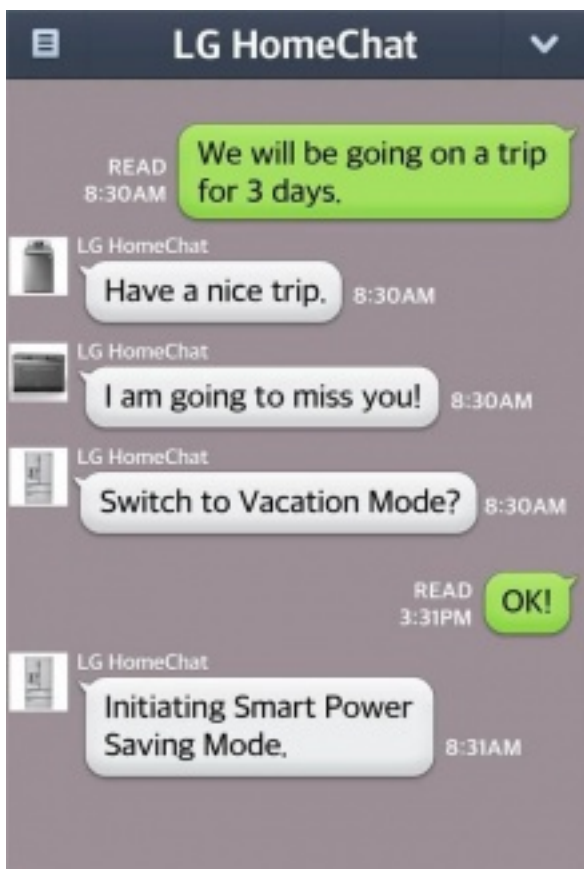 LG HomeChat
We will be going on a trip
for 3 days.
READ
8:30AM
LG HomeChat
Have a nice trip.
8:30AM
LG HomeChat
I am going to miss you!
8:30AM
LG HomeChat
Switch to Vacation Mode?
8:30AM
READ
3:31PM
OK!
LG HomeChat
Initiating Smart Power
Saving Mode.
8:31AM